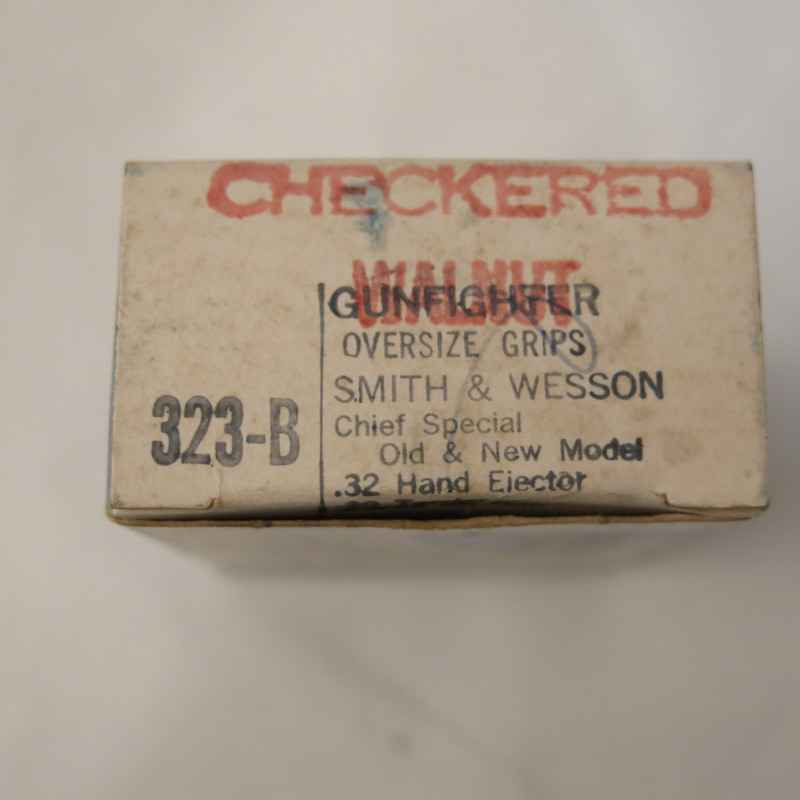 CHECKERED
WALNUT
GUNFIGHTER
OVERSIZE GRIPS
SMITH & WESSON
323-B
Chief Special
Old & New Model
.32 Hand Ejector